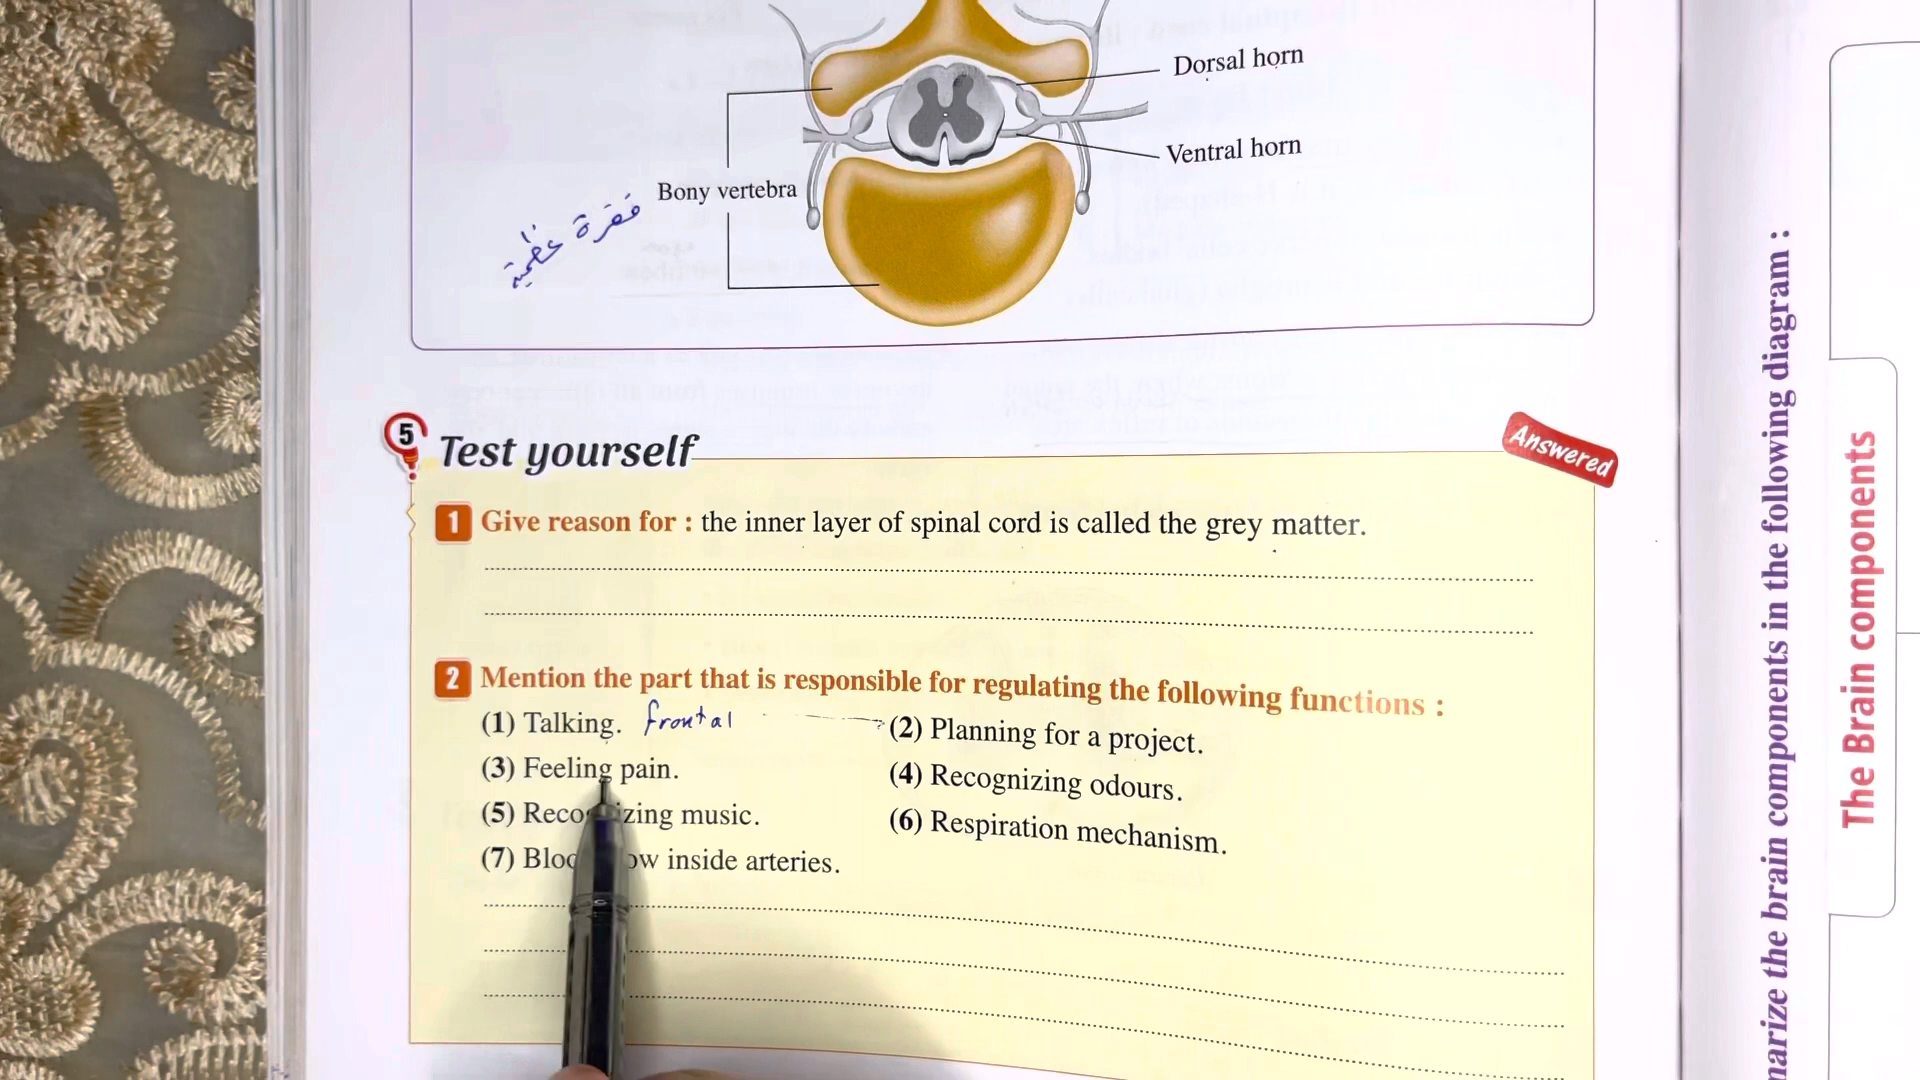 Dorsal horn
Ventral horn
Bony vertebra
فقرة عظمية
5 Test yourself
Answered
1 Give reason for : the inner layer of spinal cord is called the grey matter.
2 Mention the part that is responsible for regulating the following functions :
(1) Talking. frontal (2) Planning for a project.
(3) Feeling pain. (4) Recognizing odours.
(5) zing music. (6) Respiration mechanism.
(7) inside arteries.
the brain components in the following diagram :
The Brain components